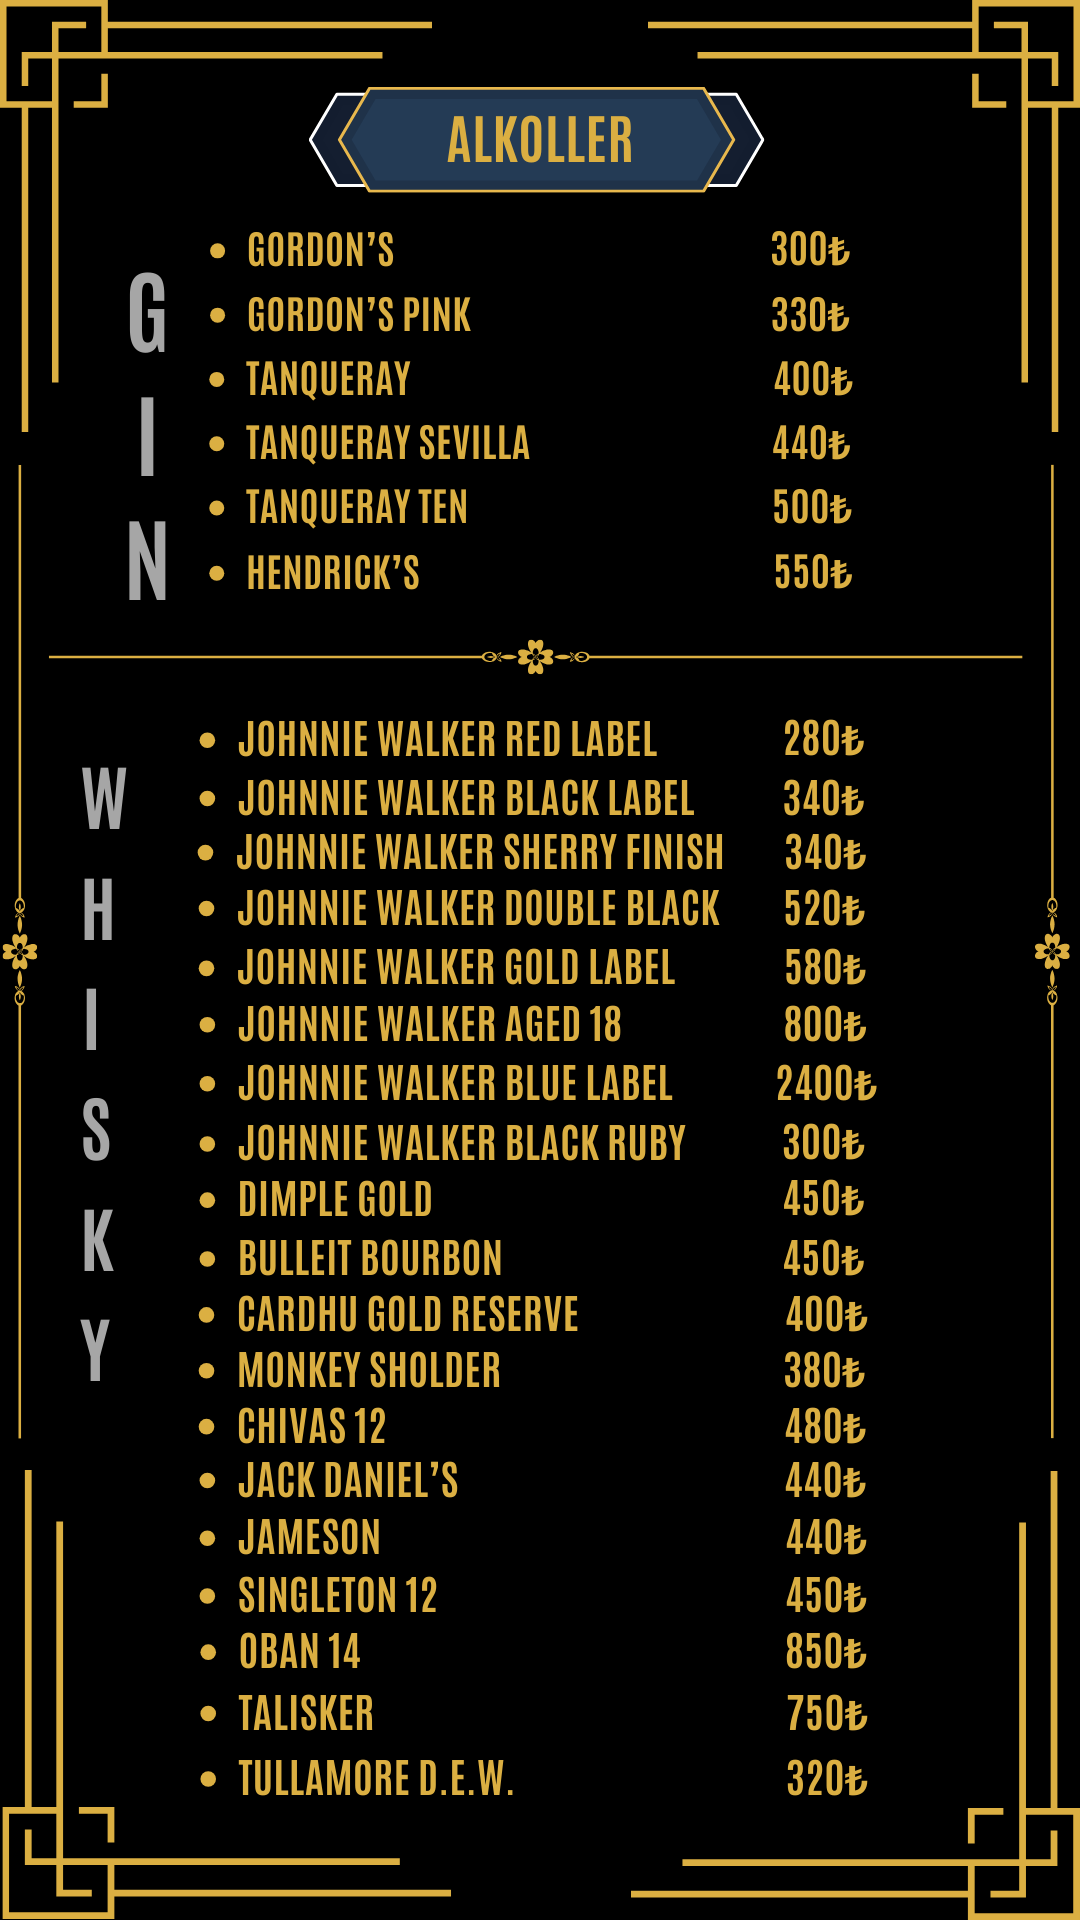 ALKOLLER
GIN
GORDON’S 300₺
GORDON’S PINK 330₺
TANQUERAY 400₺
TANQUERAY SEVILLA 440₺
TANQUERAY TEN 500₺
HENDRICK’S 550₺
WHISKY
JOHNNIE WALKER RED LABEL 280₺
JOHNNIE WALKER BLACK LABEL 340₺
JOHNNIE WALKER SHERRY FINISH 340₺
JOHNNIE WALKER DOUBLE BLACK 520₺
JOHNNIE WALKER GOLD LABEL 580₺
JOHNNIE WALKER AGED 18 800₺
JOHNNIE WALKER BLUE LABEL 2400₺
JOHNNIE WALKER BLACK RUBY 300₺
DIMPLE GOLD 450₺
BULLEIT BOURBON 450₺
CARDHU GOLD RESERVE 400₺
MONKEY SHOLDER 380₺
CHIVAS 12 480₺
JACK DANIEL’S 440₺
JAMESON 440₺
SINGLETON 12 450₺
OBAN 14 850₺
TALISKER 750₺
TULLAMORE D.E.W. 320₺